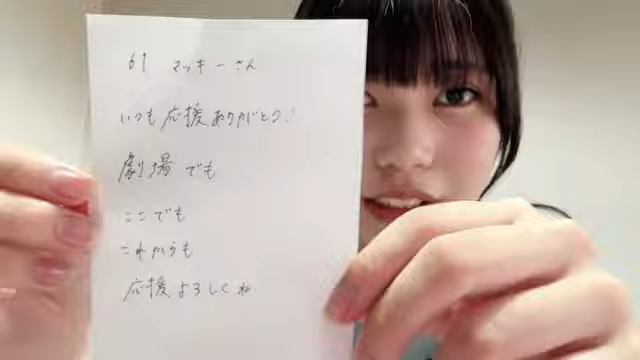 61 マッキーさん
いつも応援ありがとう!
劇場でも
ここでも
これからも
応援よろしくね